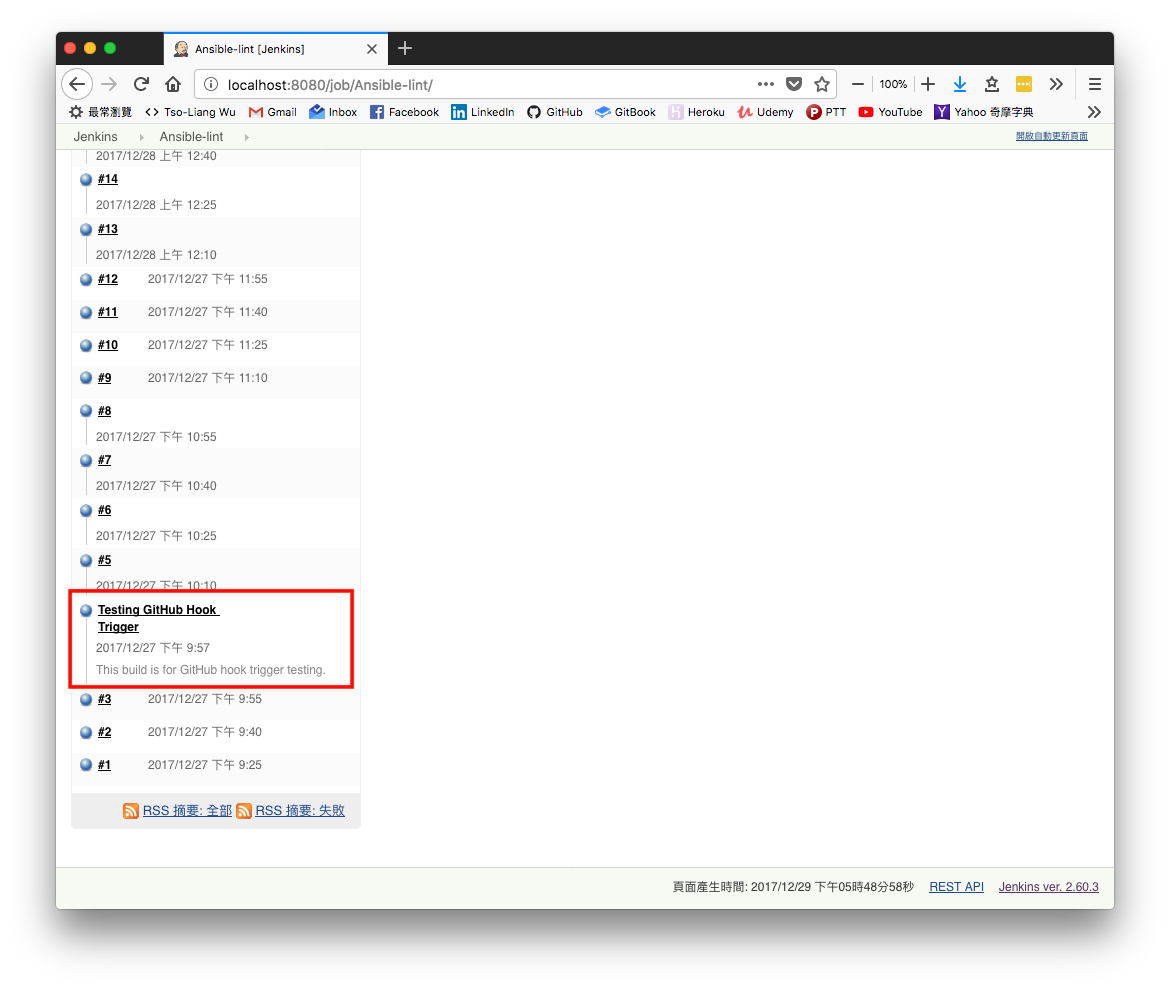 Ansible-lint [Jenkins]
localhost:8080/job/Ansible-lint/
100%
最常瀏覽 Tso-Liang Wu Gmail Inbox Facebook LinkedIn GitHub GitBook Heroku Udemy PTT YouTube Yahoo 奇摩字典
Jenkins Ansible-lint 開啟自動更新頁面
2017/12/28 上午 12:40
#14
2017/12/28 上午 12:25
#13
2017/12/28 上午 12:10
#12 2017/12/27 下午 11:55
#11 2017/12/27 下午 11:40
#10 2017/12/27 下午 11:25
#9 2017/12/27 下午 11:10
#8
2017/12/27 下午 10:55
#7
2017/12/27 下午 10:40
#6
2017/12/27 下午 10:25
#5
2017/12/27 下午 10:10
Testing GitHub Hook
Trigger
2017/12/27 下午 9:57
This build is for GitHub hook trigger testing.
#3 2017/12/27 下午 9:55
#2 2017/12/27 下午 9:40
#1 2017/12/27 下午 9:25
RSS 摘要: 全部 RSS 摘要: 失敗
頁面產生時間: 2017/12/29 下午05時48分58秒 REST API Jenkins ver. 2.60.3